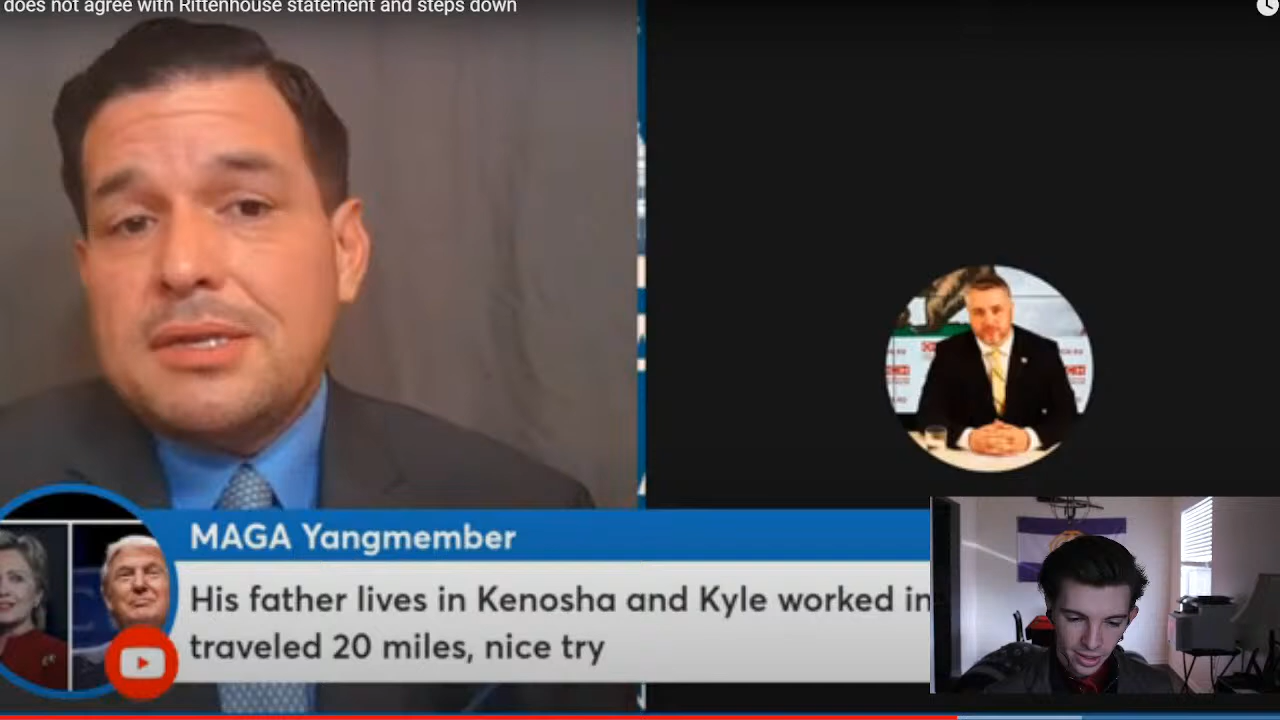 does not agree with Rittenhouse statement and steps down
MAGA Yangmember
His father lives in Kenosha and Kyle worked in
traveled 20 miles, nice try